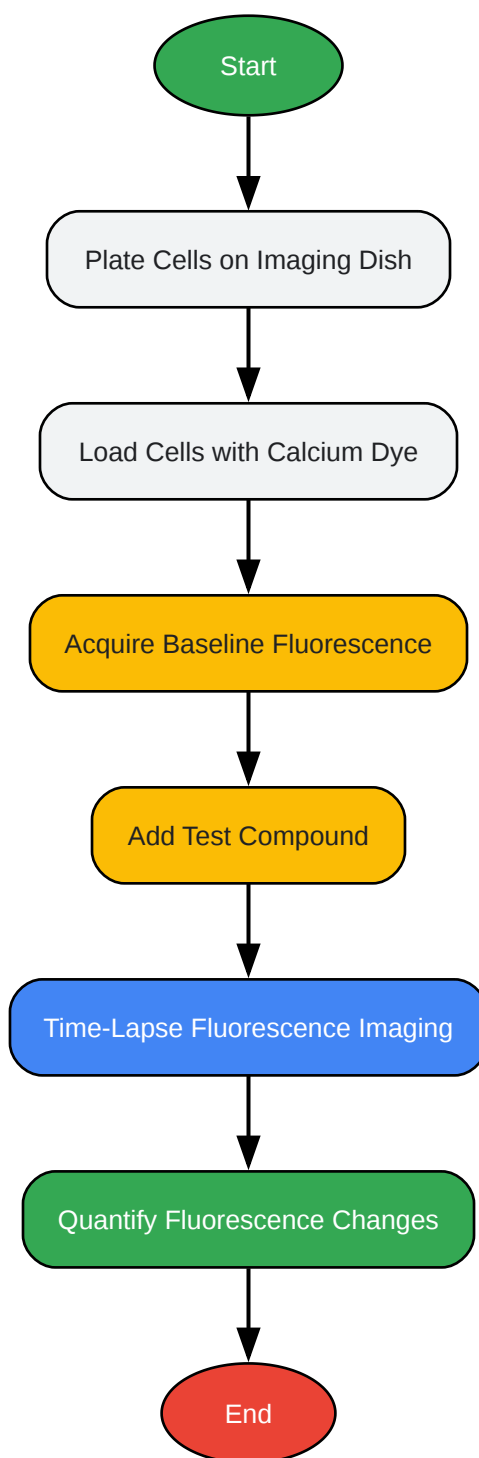 Start
Plate Cells on Imaging Dish
Load Cells with Calcium Dye
Acquire Baseline Fluorescence
Add Test Compound
Time-Lapse Fluorescence Imaging
Quantify Fluorescence Changes
End